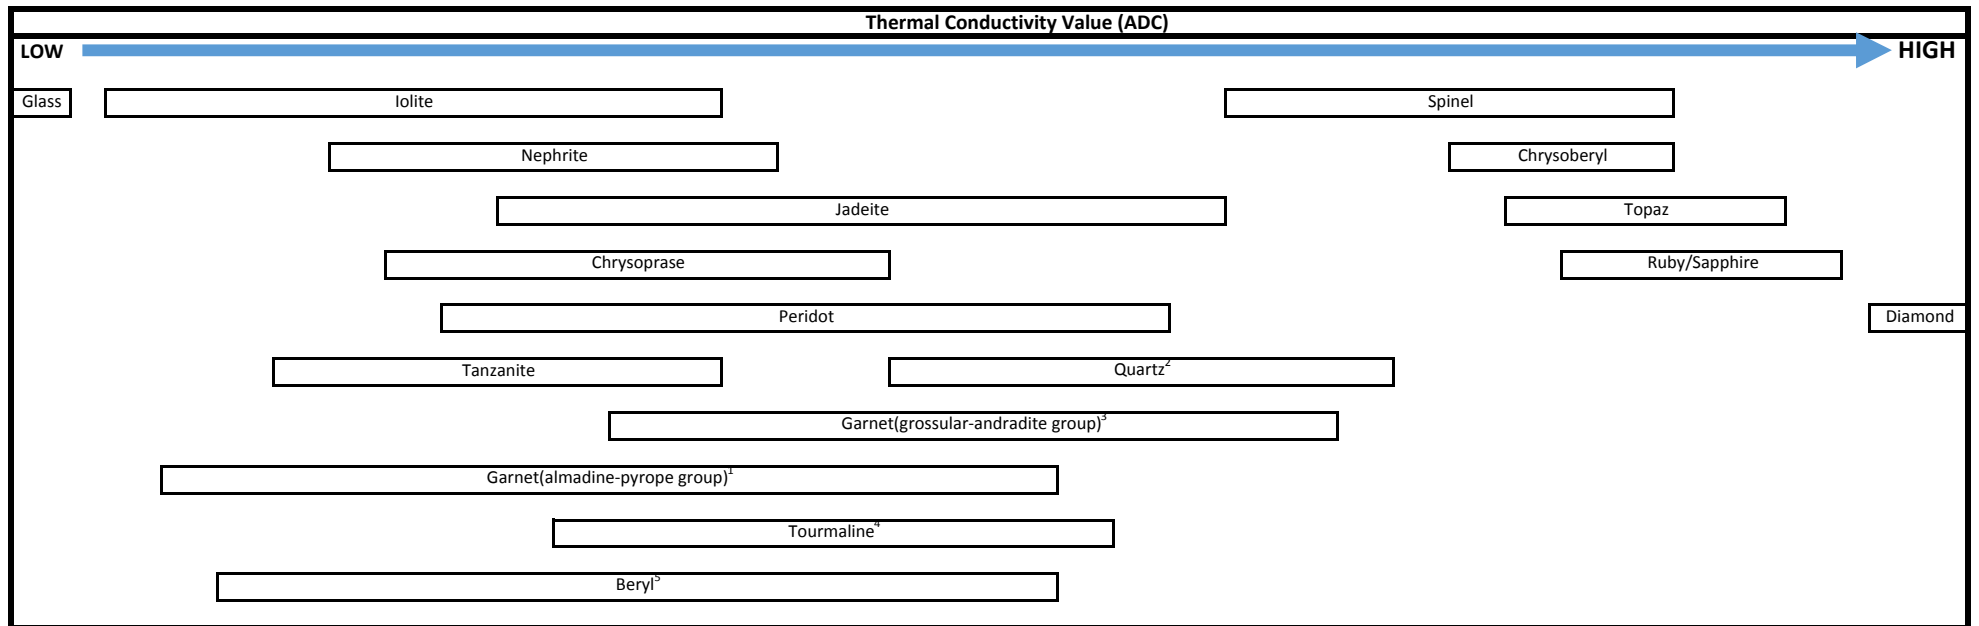 Thermal Conductivity Value (ADC)
LOW HIGH
Glass Iolite Spinel
Nephrite Chrysoberyl
Jadeite Topaz
Chrysoprase Ruby/Sapphire
Peridot Diamond
Tanzanite Quartz²
Garnet(grossular-andradite group)³
Garnet(almadine-pyrope group)¹
Tourmaline⁴
Beryl⁵